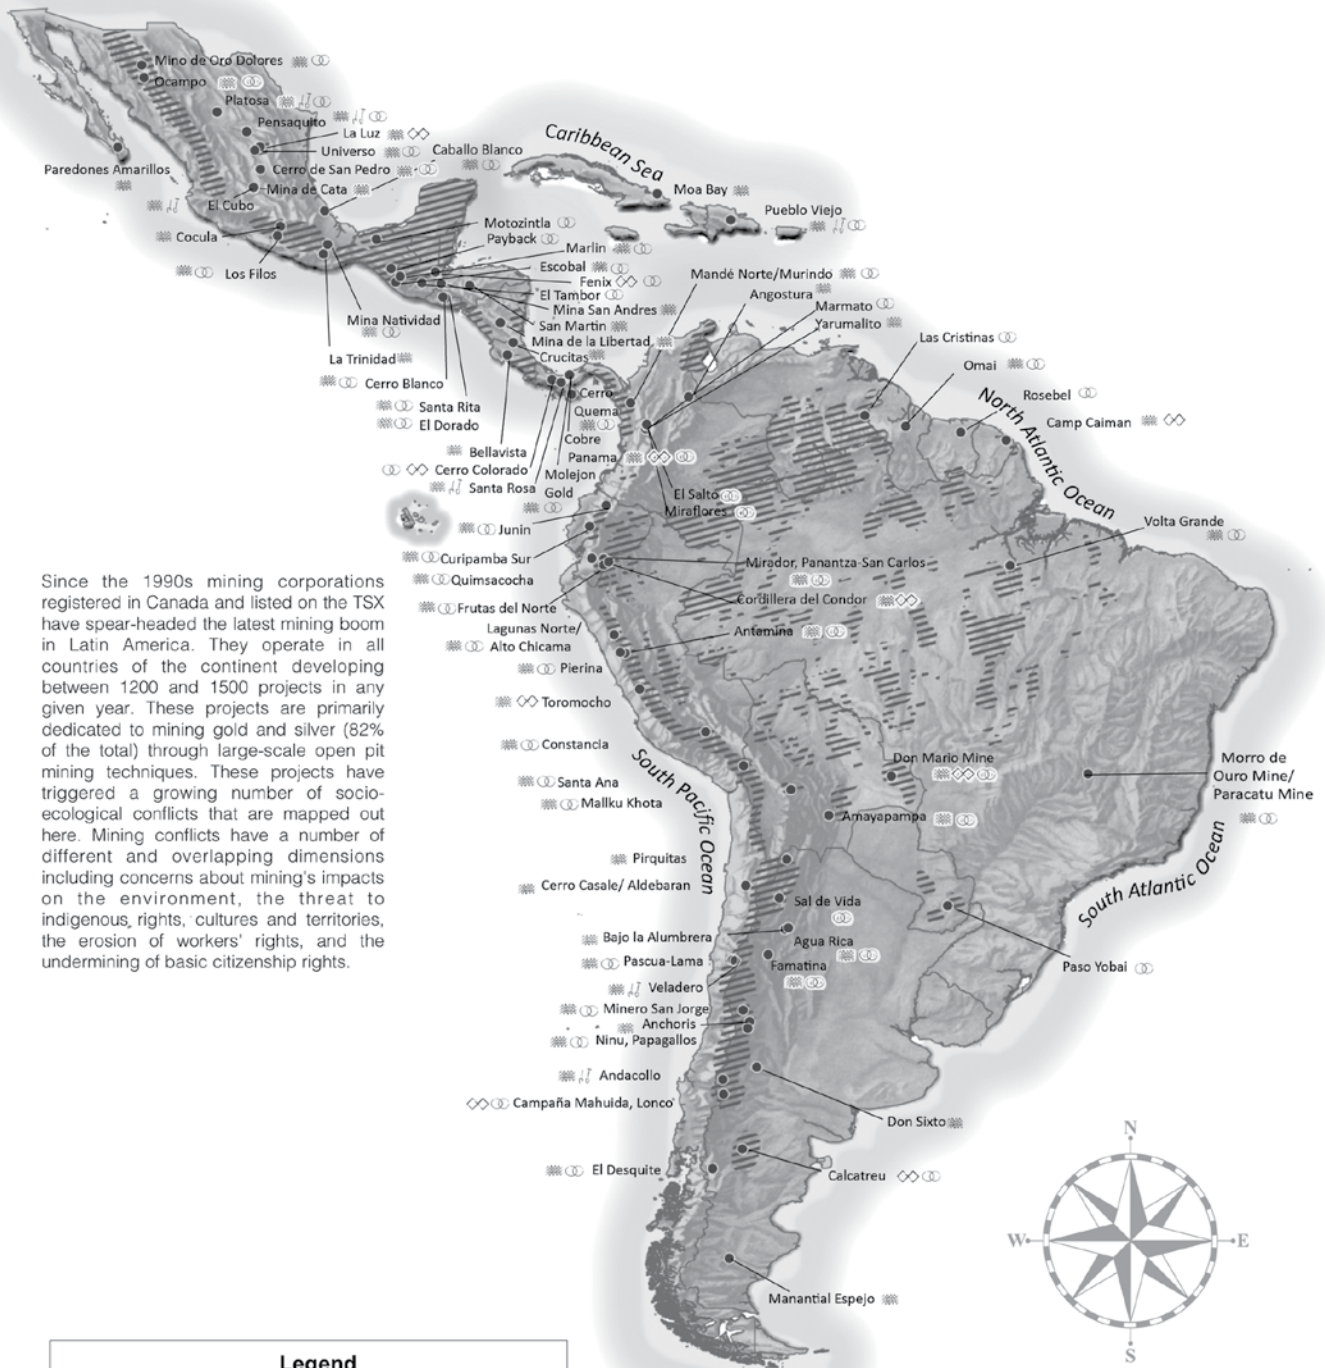 Mino de Oro Dolores
Ocampo
Platosa
Pensaquito
La Luz
Universo
Caballo Blanco
Cerro de San Pedro
Paredones Amarillos
Mina de Cata
El Cubo
Cocula
Los Filos
Caribbean Sea
Moa Bay
Pueblo Viejo
Motozintla
Payback
Marlin
Escobal
Fenix
El Tambor
Mina San Andres
San Martin
Mina de la Libertad
Crucitas
Mandé Norte/Murindo
Angostura
Marmato
Yarumalito
Las Cristinas
Omai
Rosebel
Camp Caiman
North Atlantic Ocean
Mina Natividad
La Trinidad
Cerro Blanco
Santa Rita
El Dorado
Bellavista
Cerro Colorado
Santa Rosa
Cerro
Quema
Cobre
Panama
Molejon
Gold
El Salto
Miraflores
Junin
Curipamba Sur
Quimsacocha
Frutas del Norte
Lagunas Norte/
Alto Chicama
Pierina
Toromocho
Constancia
Santa Ana
Mallku Khota
Volta Grande
Mirador, Panantza-San Carlos
Cordillera del Condor
Antamina
South Pacific Ocean
Don Mario Mine
Amayapampa
Morro de
Ouro Mine/
Paracatu Mine
South Atlantic Ocean
Pirquitas
Cerro Casale/ Aldebaran
Sal de Vida
Bajo la Alumbrera
Agua Rica
Pascua-Lama
Famatina
Veladero
Paso Yobai
Minero San Jorge
Anchoris
Ninu, Papagallos
Andacollo
Campaña Mahuida, Lonco
Don Sixto
El Desquite
Calcatreu
Manantial Espejo
Since the 1990s mining corporations
registered in Canada and listed on the TSX
have spear-headed the latest mining boom
in Latin America. They operate in all
countries of the continent developing
between 1200 and 1500 projects in any
given year. These projects are primarily
dedicated to mining gold and silver (82%
of the total) through large-scale open pit
mining techniques. These projects have
triggered a growing number of socio-
ecological conflicts that are mapped out
here. Mining conflicts have a number of
different and overlapping dimensions
including concerns about mining's impacts
on the environment, the threat to
indigenous rights, cultures and territories,
the erosion of workers' rights, and the
undermining of basic citizenship rights.
N
W
E
S
Legend